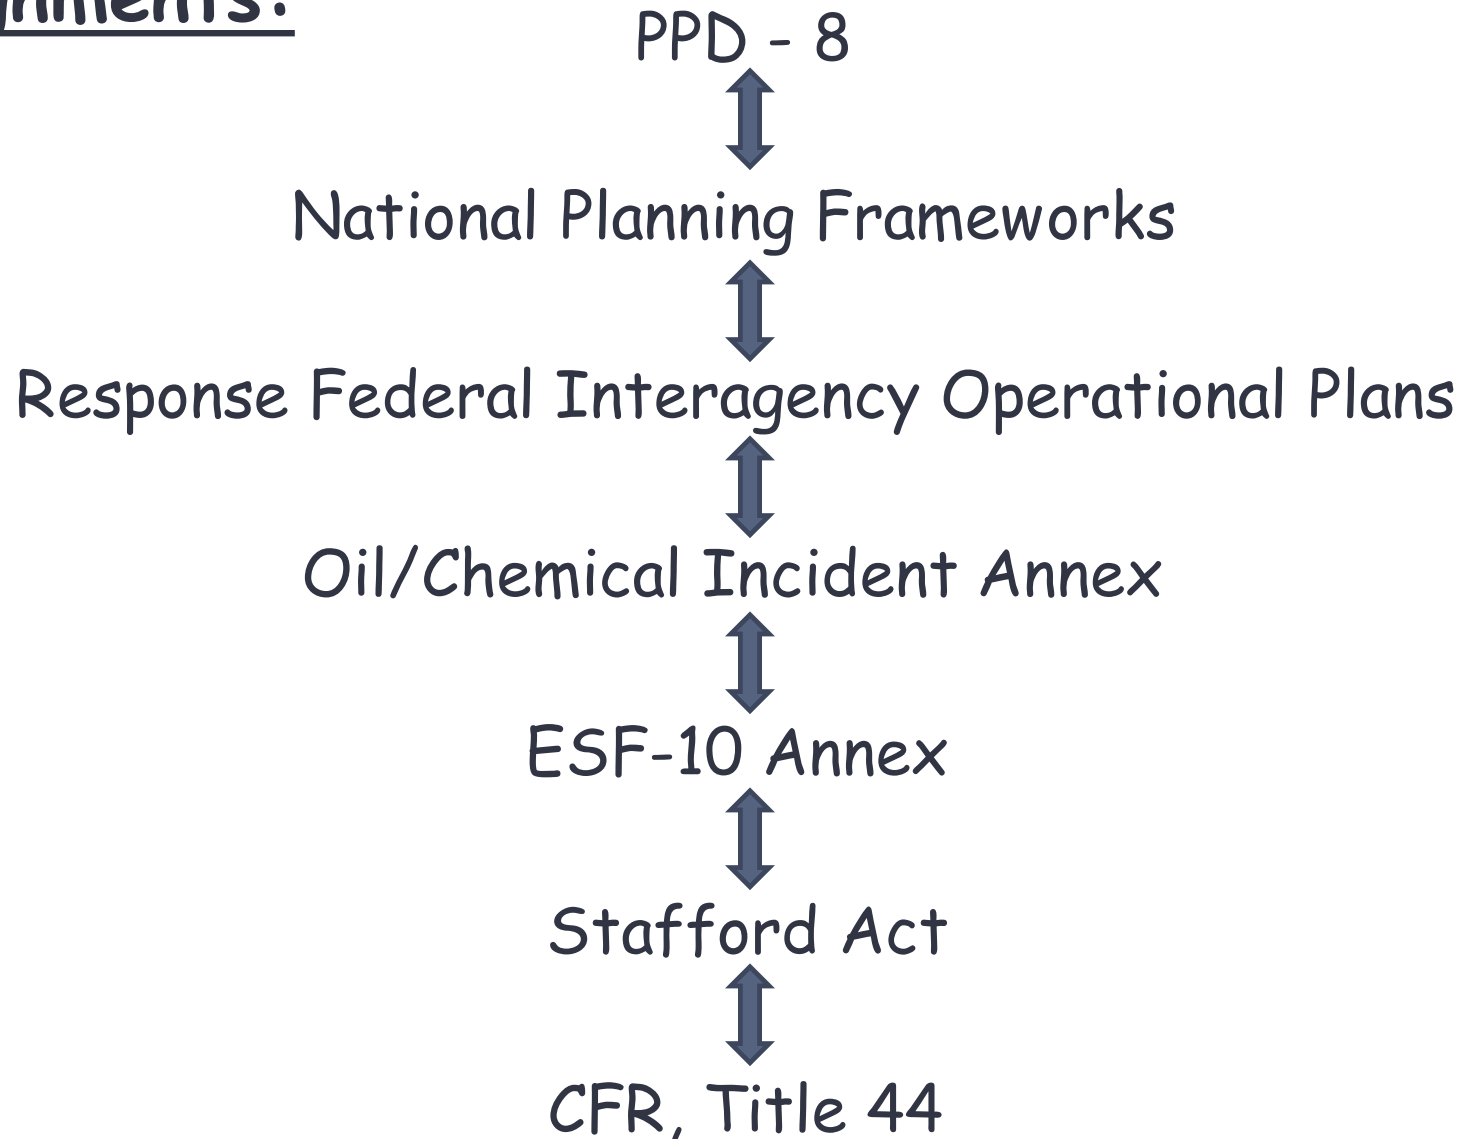 PPD - 8
National Planning Frameworks
Response Federal Interagency Operational Plans
Oil/Chemical Incident Annex
ESF-10 Annex
Stafford Act
CFR, Title 44